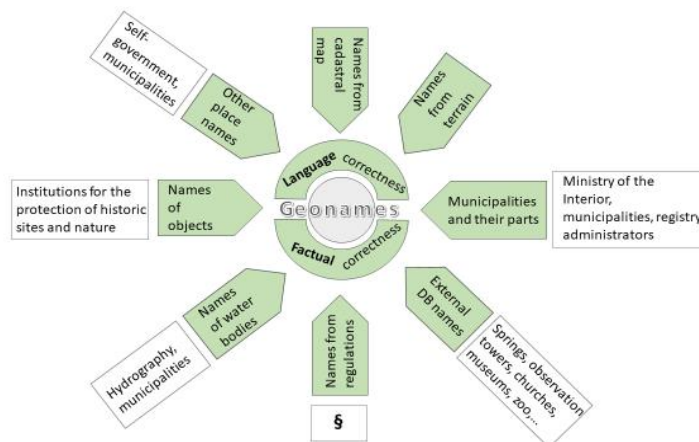 Self-
government,
municipalities
Other
place
names
Names from
cadastral
map
Names
from
terrain
Language correctness
Institutions for the
protection of historic
sites and nature
Names
of
objects
Geonames
Municipalities
and their parts
Ministry of the
Interior,
municipalities, registry
administrators
Factual correctness
Hydrography,
municipalities
Names
of water
bodies
Names from
regulations
§
External
DB names
Springs, observation
towers, churches,
museums, zoo,...